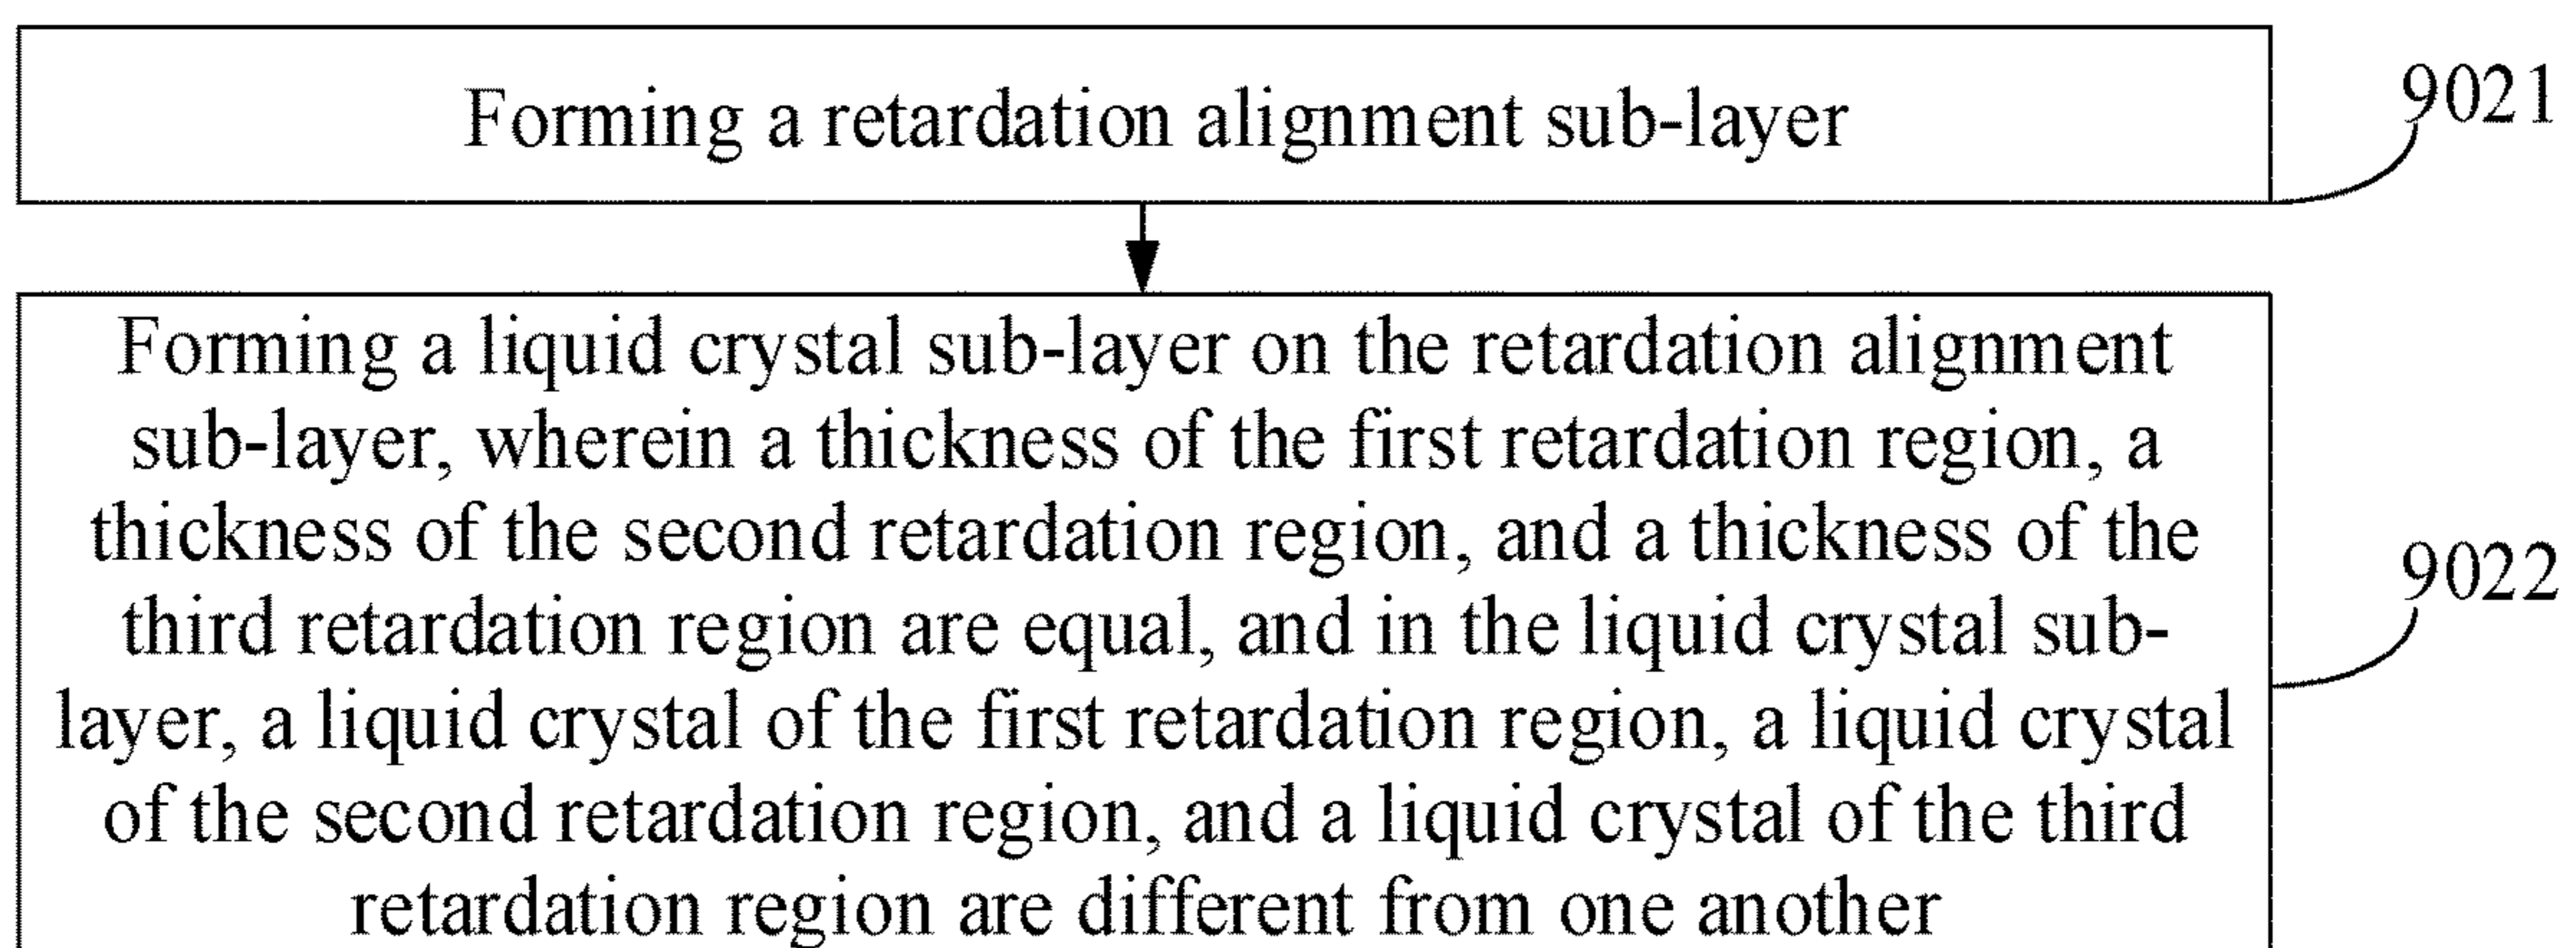 Forming a retardation alignment sub-layer
9021
Forming a liquid crystal sub-layer on the retardation alignment
sub-layer, wherein a thickness of the first retardation region, a
thickness of the second retardation region, and a thickness of the
third retardation region are equal, and in the liquid crystal sub-
layer, a liquid crystal of the first retardation region, a liquid crystal
of the second retardation region, and a liquid crystal of the third
retardation region are different from one another
9022